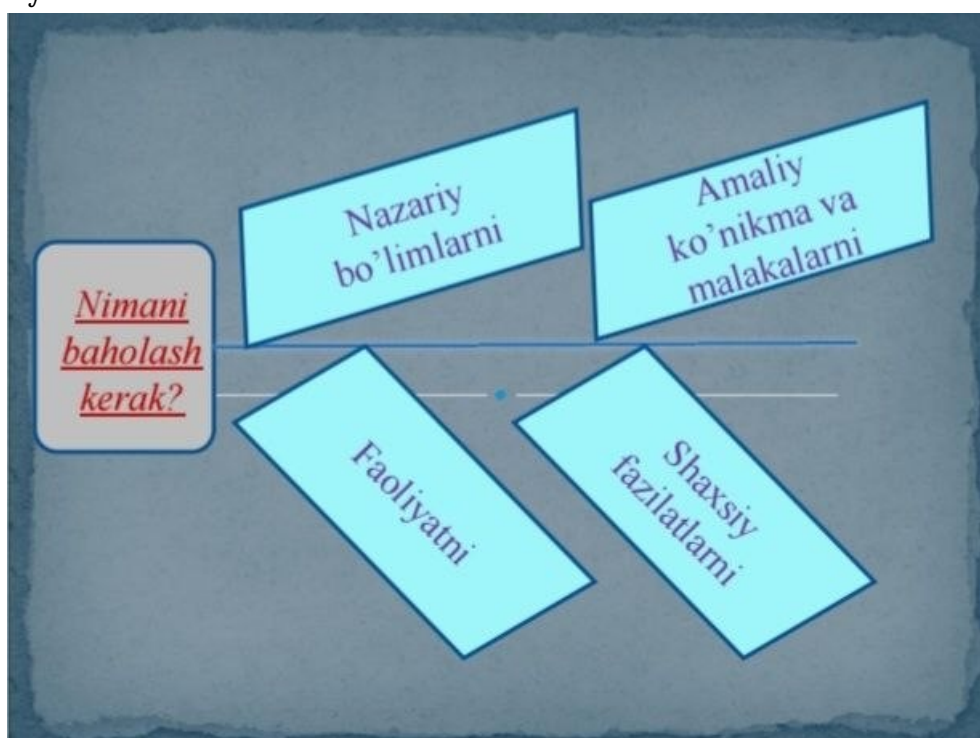 Nimani
baholash
kerak?
Nazariy
bo’limlarni
Amaliy
ko’nikma va
malakalarni
Faoliyatni
Shaxsiy
fazilatlarni